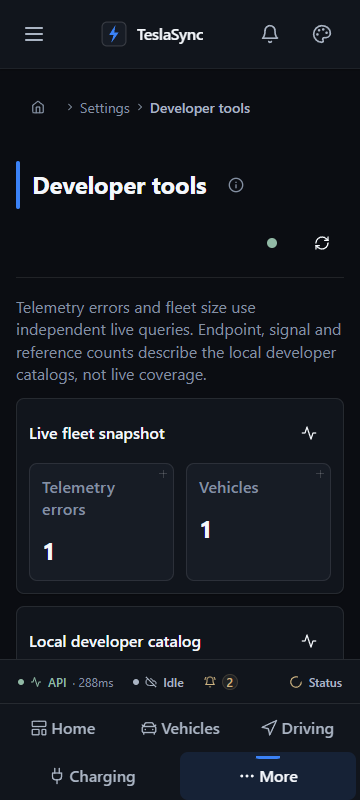 TeslaSync
Settings
Developer tools
Developer tools
Telemetry errors and fleet size use
independent live queries. Endpoint, signal and
reference counts describe the local developer
catalogs, not live coverage.
Live fleet snapshot
Telemetry
errors
1
Vehicles
1
Local developer catalog
API · 288ms
Idle
2
Status
Home
Vehicles
Driving
Charging
More